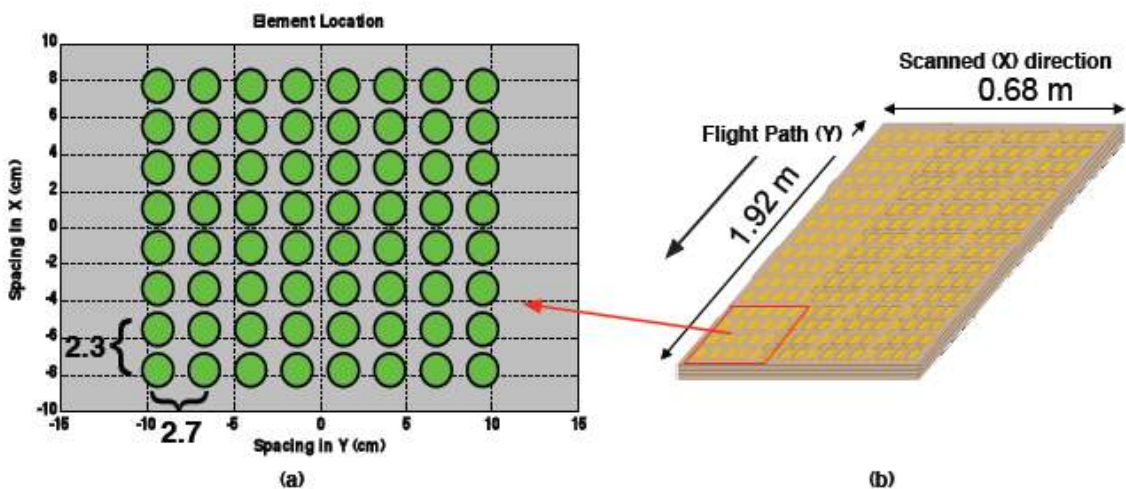 Element Location
10
8
6
4
2
0
-2
-4
-6
-8
-10
-15
-10
-5
0
5
10
15
Spacing in X (cm)
Spacing in Y (cm)
2.3
2.7
(a)
Scanned (X) direction
0.68 m
Flight Path (Y)
1.92 m
(b)